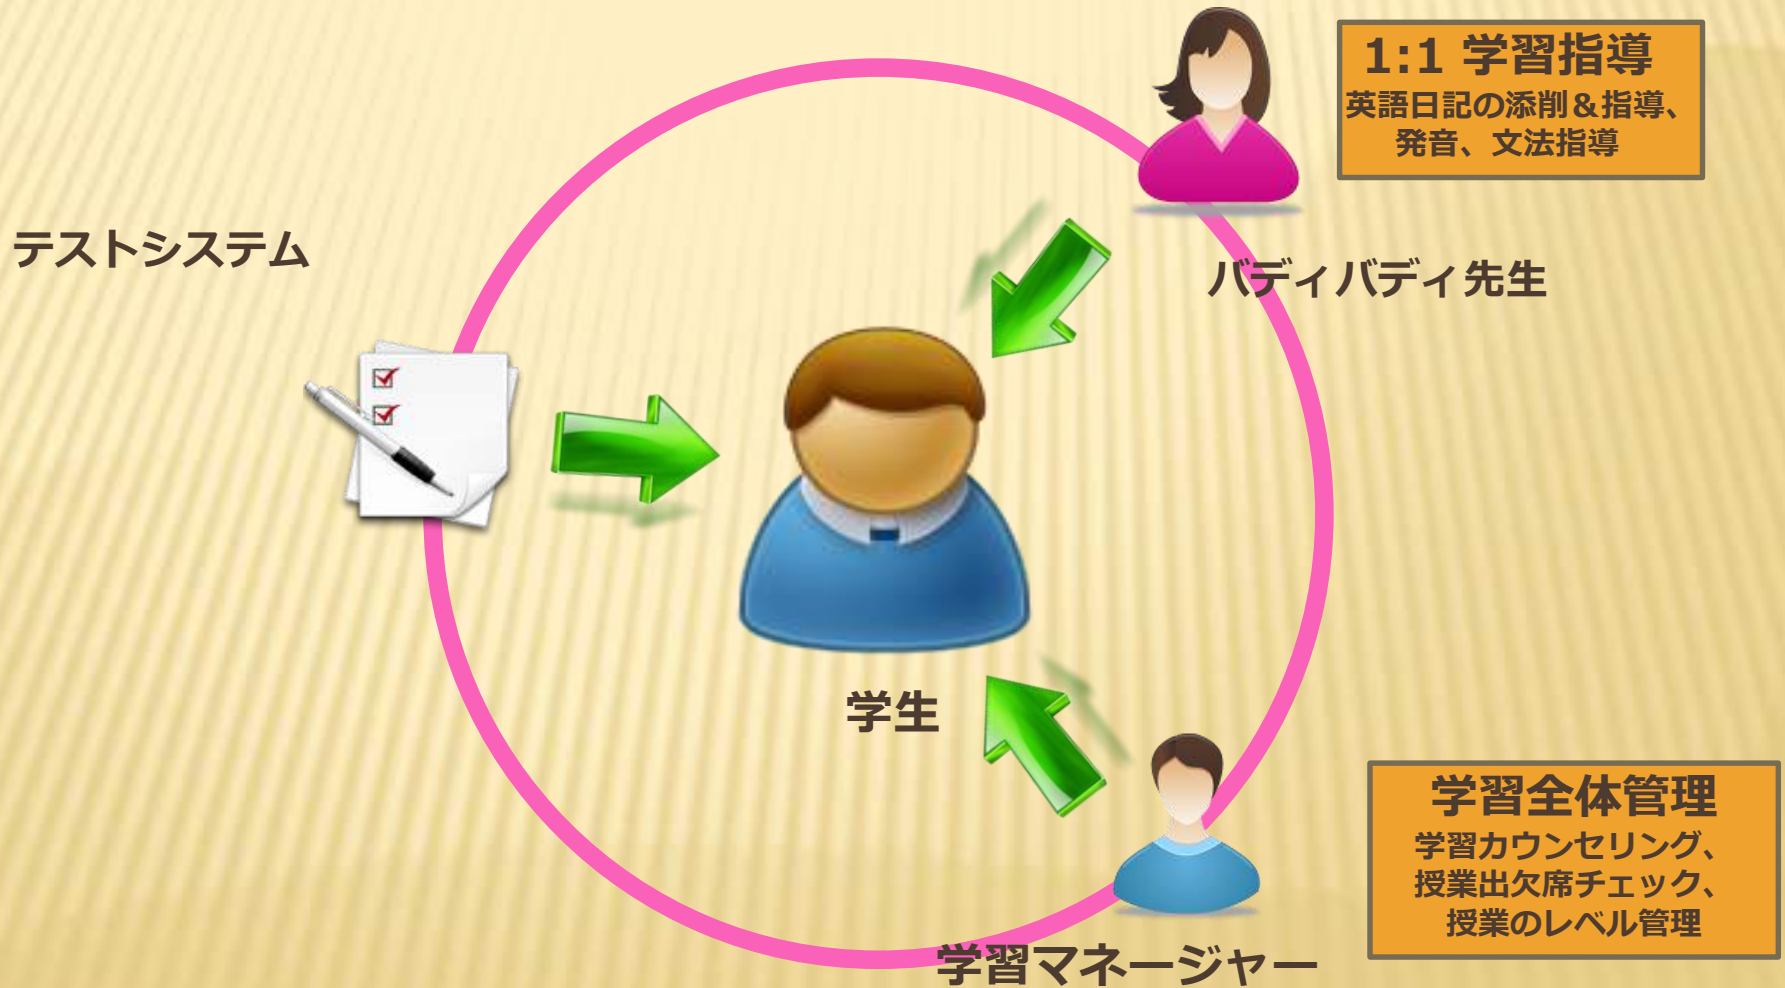 1:1 学習指導
英語日記の添削＆指導、
発音、文法指導
テストシステム
バディバディ先生
学生
学習全体管理
学習カウンセリング、
授業出欠席チェック、
授業のレベル管理
学習マネージャー